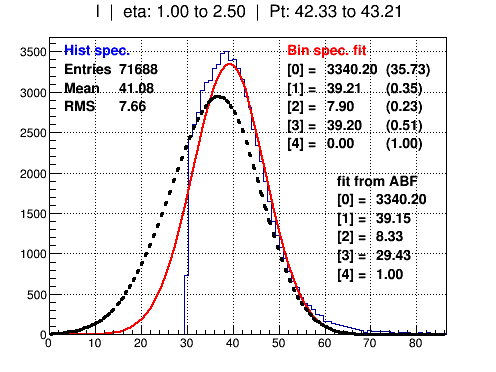 I | eta: 1.00 to 2.50 | Pt: 42.33 to 43.21
Hist spec.
Entries 71688
Mean 41.08
RMS 7.66
Bin spec. fit
[0] = 3340.20 (35.73)
[1] = 39.21 (0.35)
[2] = 7.90 (0.23)
[3] = 39.20 (0.51)
[4] = 0.00 (1.00)
fit from ABF
[0] = 3340.20
[1] = 39.15
[2] = 8.33
[3] = 29.43
[4] = 1.00
3500
3000
2500
2000
1500
1000
500
0
0 10 20 30 40 50 60 70 80